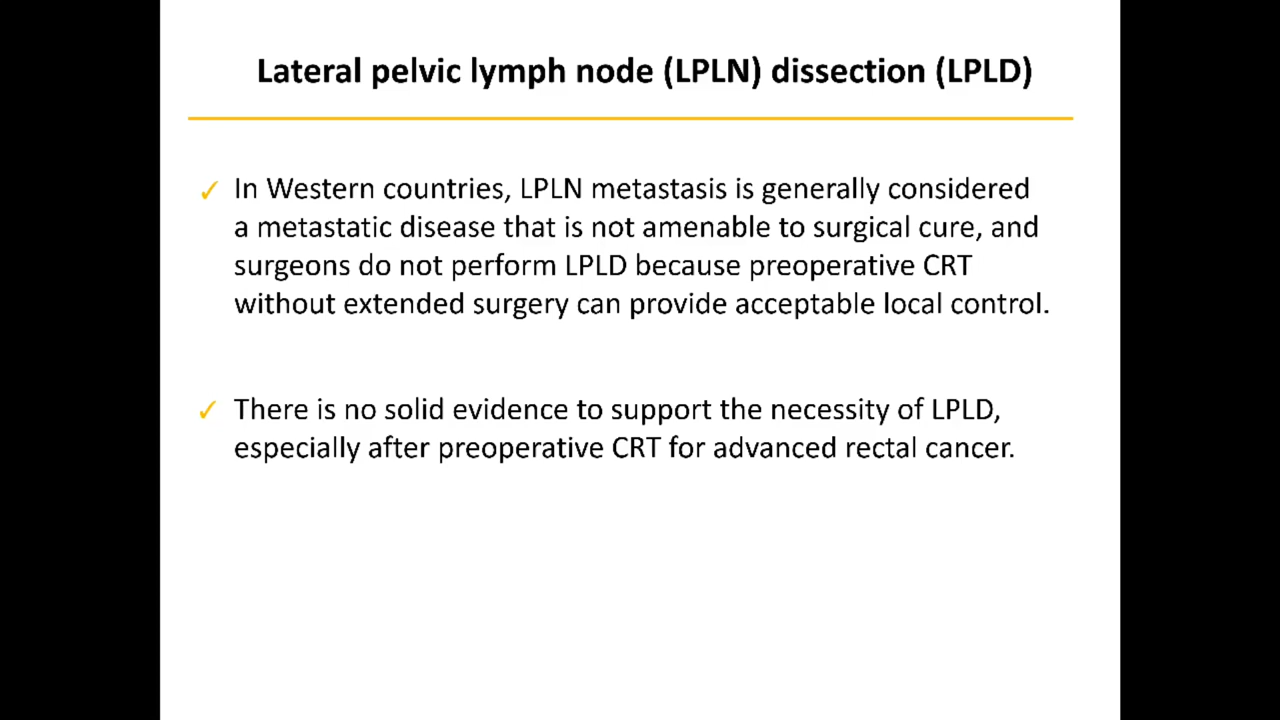 Lateral pelvic lymph node (LPLN) dissection (LPLD)
✓ In Western countries, LPLN metastasis is generally considered
a metastatic disease that is not amenable to surgical cure, and
surgeons do not perform LPLD because preoperative CRT
without extended surgery can provide acceptable local control.
✓ There is no solid evidence to support the necessity of LPLD,
especially after preoperative CRT for advanced rectal cancer.